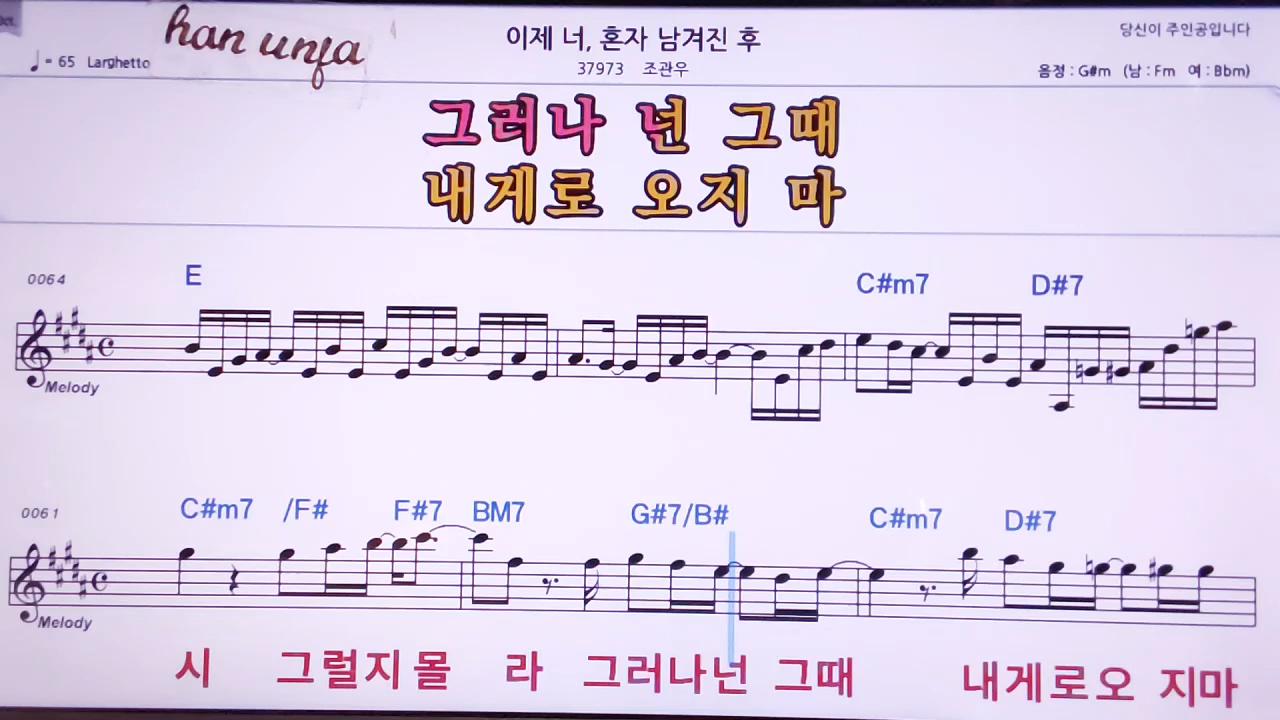 han unja
이제 너, 혼자 남겨진 후
당신이 주인공입니다
♩= 65 Larghetto
37973 조관우
음정 : G#m (남 : Fm 여 : Bbm)
그러나 넌 그때
내게로 오지 마
0064
E C#m7 D#7
Melody
0061
C#m7 /F# F#7 BM7 G#7/B# C#m7 D#7
Melody
시 그럴지몰 라 그러나넌 그때 내게로오 지마